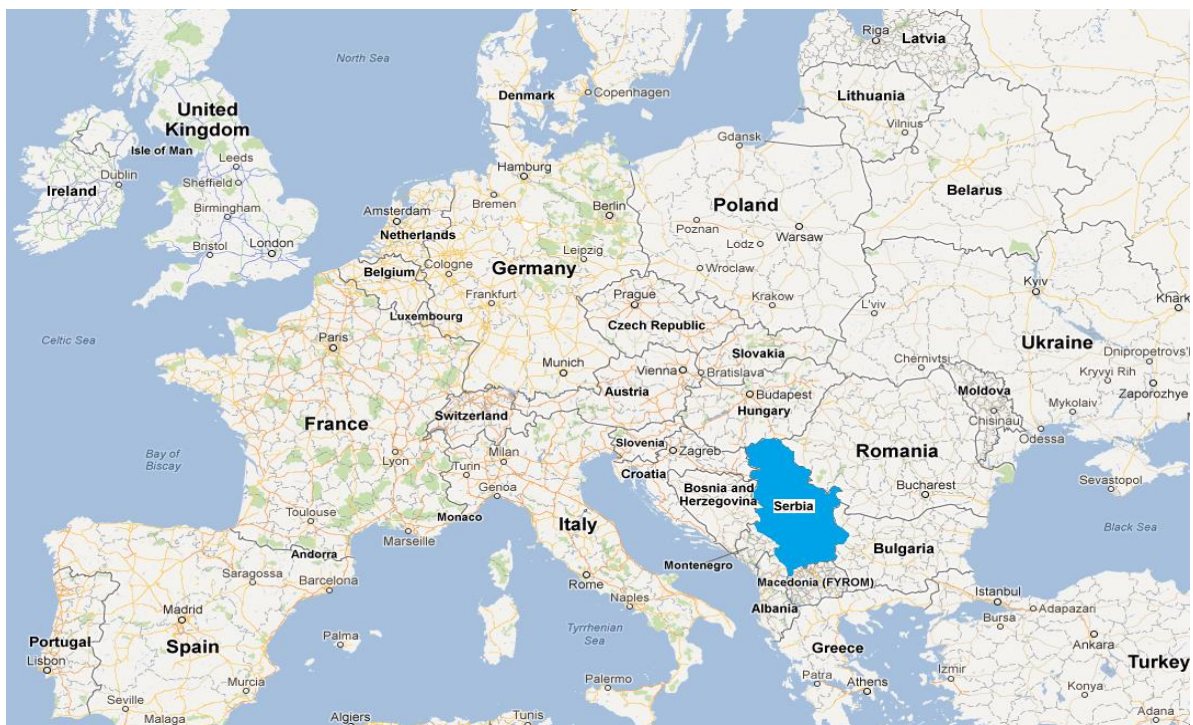 Riga
Latvia
North Sea
Denmark
Copenhagen
Lithuania
Vilnius
United
Kingdom
Isle of Man
Leeds
Gdansk
Dublin
Ireland
Sheffield
Hamburg
Belarus
Birmingham
Amsterdam
Bremen
Berlin
Poland
Poznan
Warsaw
Netherlands
Bristol
London
Lodz
Leipzig
Belgium
Cologne
Germany
Wroclaw
Kyiv
Frankfurt
Prague
Krakow
L'viv
Khark
Luxembourg
Czech Republic
Celtic Sea
Paris
Ukraine
Slovakia
Chernivtsi
Dnipropetrovs'l
Munich
Vienna
Bratislava
Kryvyi Rih
Austria
Budapest
Moldova
Zaporozhye
Switzerland
Hungary
Mykolaiv
Chisinau
France
Slovenia
Zagreb
Odessa
Bay of
Biscay
Lyon
Milan
Romania
Turin
Croatia
Bosnia and
Herzegovina
Sevastopol
Genoa
Bucharest
Serbia
Toulouse
Monaco
Italy
Black Sea
Marseille
Andorra
Bulgaria
Montenegro
Saragossa
Barcelona
Rome
Macedonia (FYROM)
Istanbul
Madrid
Naples
Albania
Adapazari
Bursa
Portugal
Spain
Palma
Tyrrhenian
Sea
Greece
Ankara
Lisbon
Turkey
Murcia
Palermo
Patra
Athens
Izmir
Konya
Seville
Malaga
Algiers
Tunis
Adana